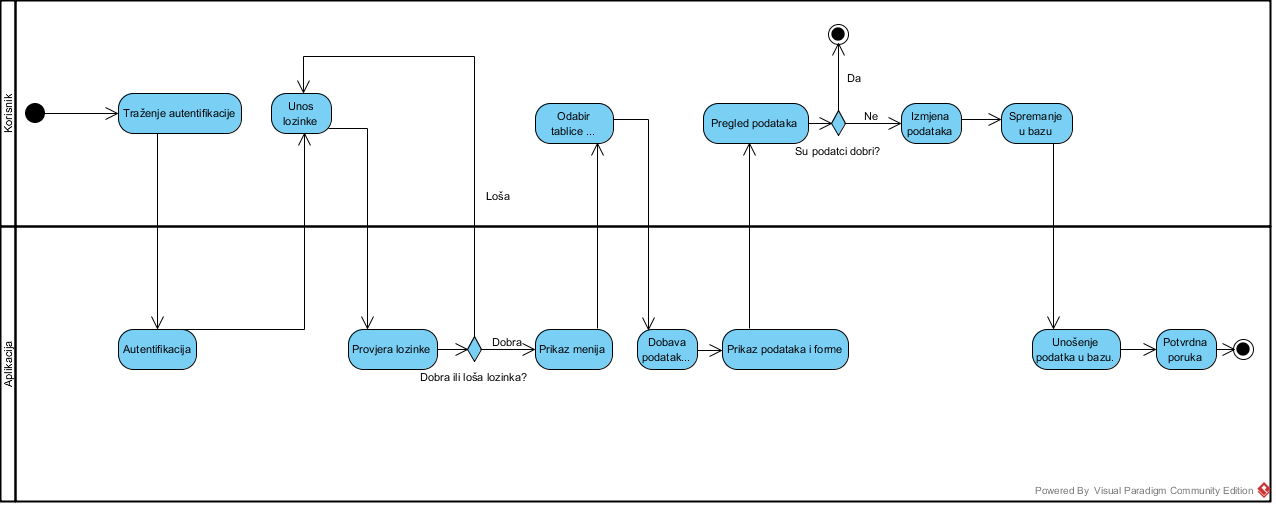 Korisnik
Traženje autentifikacije
Unos
lozinke
Loša
Odabir
tablice ...
Pregled podataka
Da
Ne
Su podatci dobri?
Izmjena
podataka
Spremanje
u bazu
Aplikacija
Autentifikacija
Provjera lozinke
Dobra
Dobra ili loša lozinka?
Prikaz menija
Dobava
podatak...
Prikaz podataka i forme
Unošenje
podatka u bazu.
Potvrdna
poruka
Powered By Visual Paradigm Community Edition